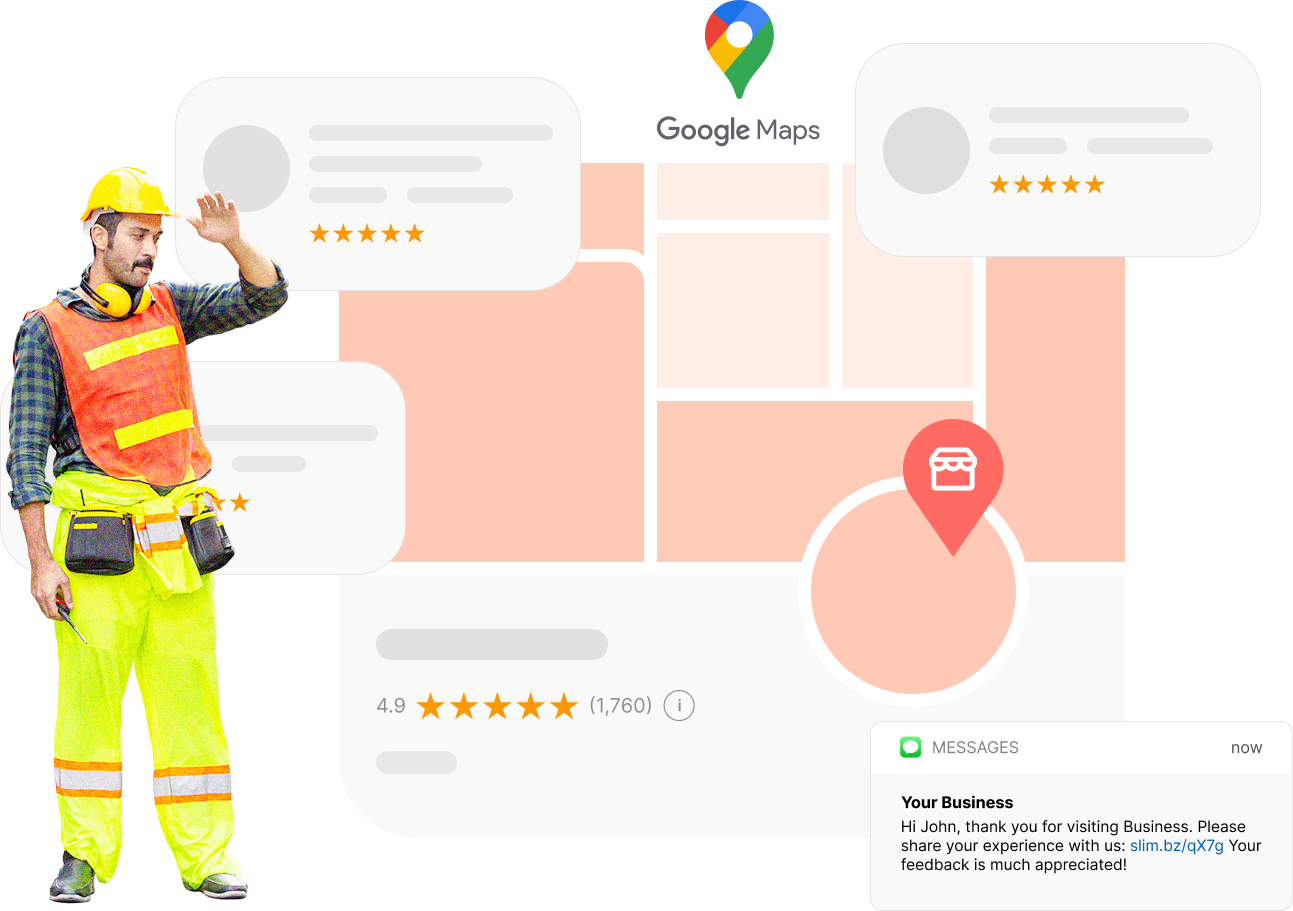 Google Maps
4.9
(1,760)
i
MESSAGES
now
Your Business
Hi John, thank you for visiting Business. Please
share your experience with us: slim.bz/qX7g Your
feedback is much appreciated!